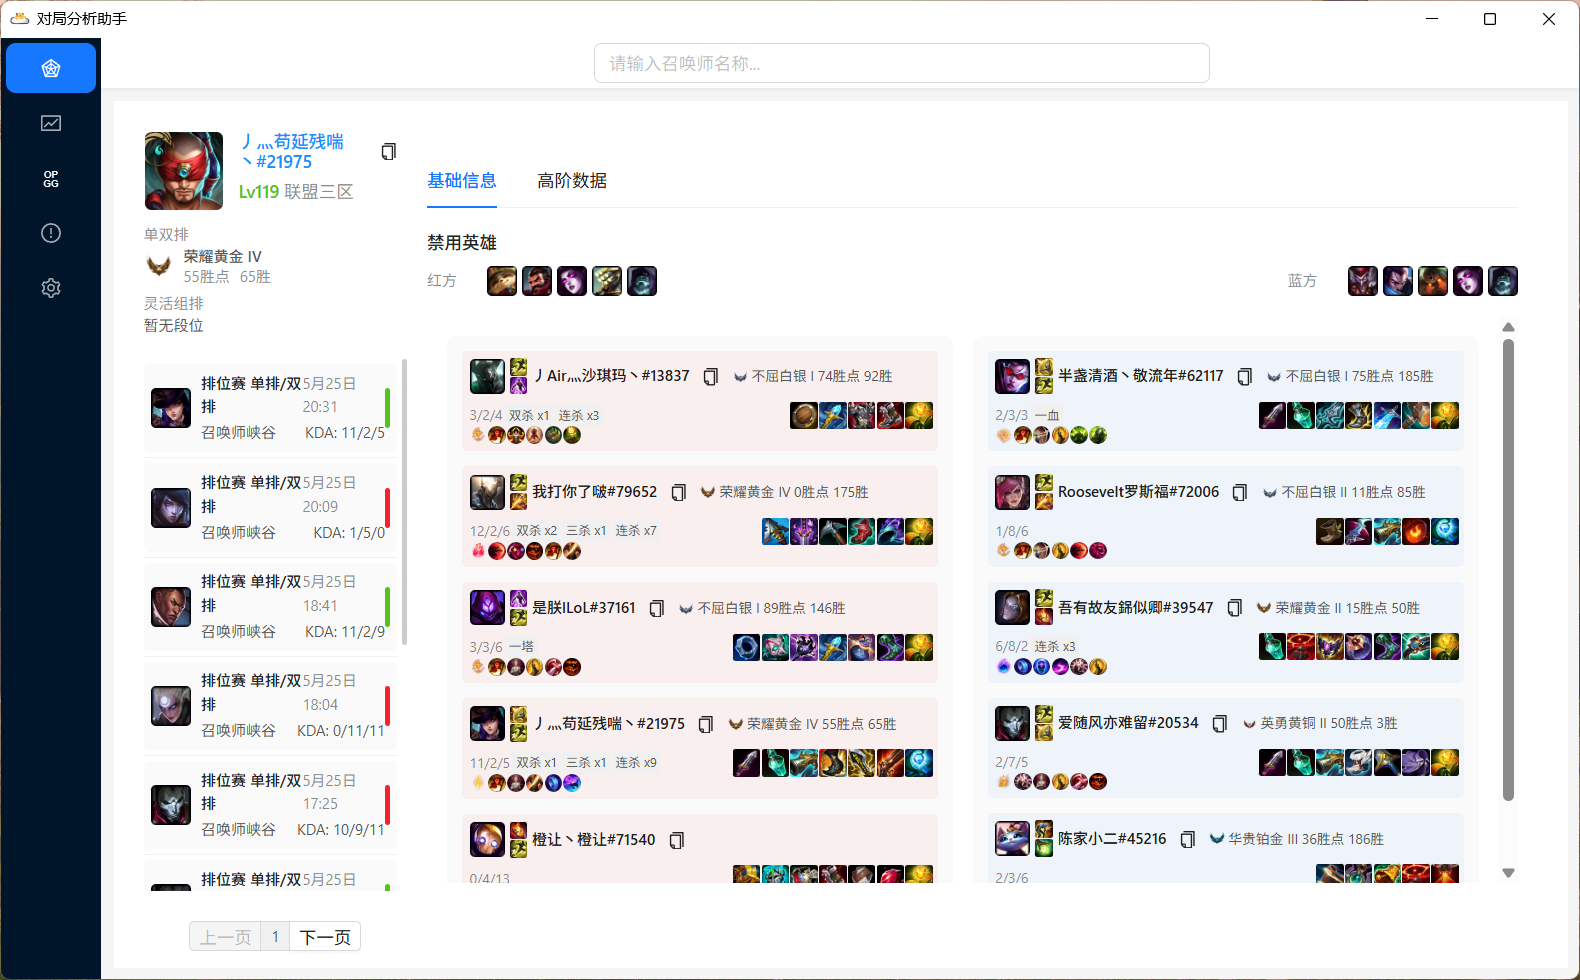 对局分析助手
请输入召唤师名称...
OP
GG
丿灬苟延残喘
丶#21975
Lv119 联盟三区
单双排
荣耀黄金 IV
55胜点 65胜
灵活组排
暂无段位
排位赛 单排/双排 5月25日 20:31
召唤师峡谷 KDA: 11/2/5
排位赛 单排/双排 5月25日 20:09
召唤师峡谷 KDA: 1/5/0
排位赛 单排/双排 5月25日 18:41
召唤师峡谷 KDA: 11/2/9
排位赛 单排/双排 5月25日 18:04
召唤师峡谷 KDA: 0/11/11
排位赛 单排/双排 5月25日 17:25
召唤师峡谷 KDA: 10/9/11
排位赛 单排/双 5月25日
上一页 1 下一页
基础信息 高阶数据
禁用英雄
红方
蓝方
丿Air灬沙琪玛丶#13837 不屈白银 I 74胜点 92胜
3/2/4 双杀 x1 连杀 x3
我打你了啵#79652 荣耀黄金 IV 0胜点 175胜
12/2/6 双杀 x2 三杀 x1 连杀 x7
是朕ILoL#37161 不屈白银 I 89胜点 146胜
3/3/6 一塔
丿灬苟延残喘丶#21975 荣耀黄金 IV 55胜点 65胜
11/2/5 双杀 x1 三杀 x1 连杀 x9
橙让丶橙让#71540
0/4/13
半盏清酒丶敬流年#62117 不屈白银 I 75胜点 185胜
2/3/3 一血
Roosevelt罗斯福#72006 不屈白银 II 11胜点 85胜
1/8/6
吾有故友錦似卿#39547 荣耀黄金 II 15胜点 50胜
6/8/2 连杀 x3
爱随风亦难留#20534 英勇黄铜 II 50胜点 3胜
2/7/5
陈家小二#45216 华贵铂金 III 36胜点 186胜
2/3/6